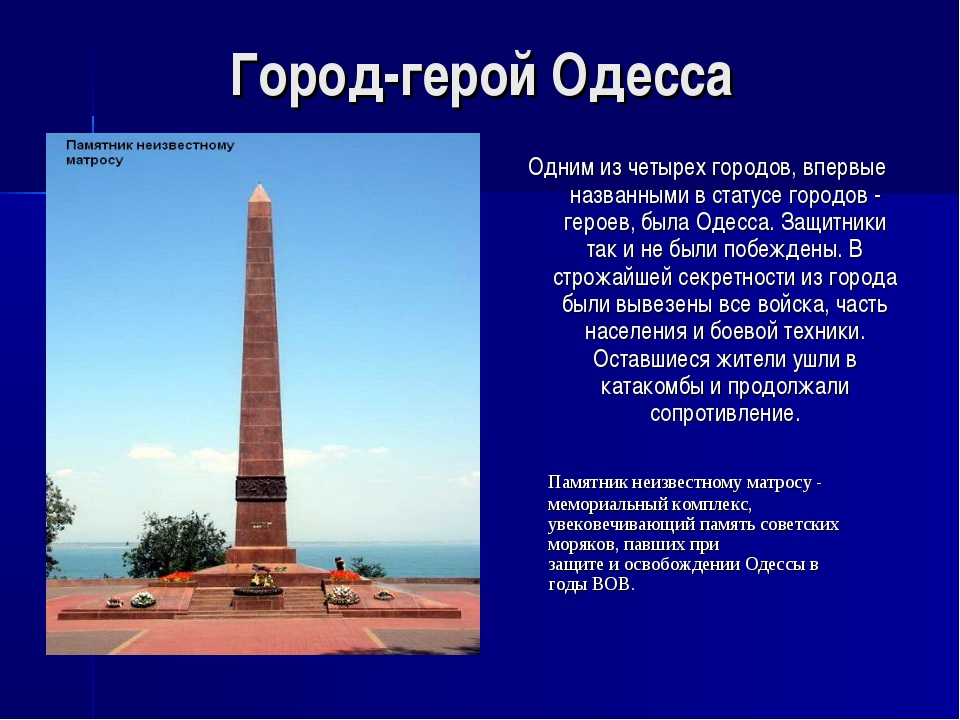 Город-герой Одесса
Памятник неизвестному
матросу
Одним из четырех городов, впервые
названными в статусе городов -
героев, была Одесса. Защитники
так и не были побеждены. В
строжайшей секретности из города
были вывезены все войска, часть
населения и боевой техники.
Оставшиеся жители ушли в
катакомбы и продолжали
сопротивление.
Памятник неизвестному матросу -
мемориальный комплекс,
увековечивающий память советских
моряков, павших при
защите и освобождении Одессы в
годы ВОВ.